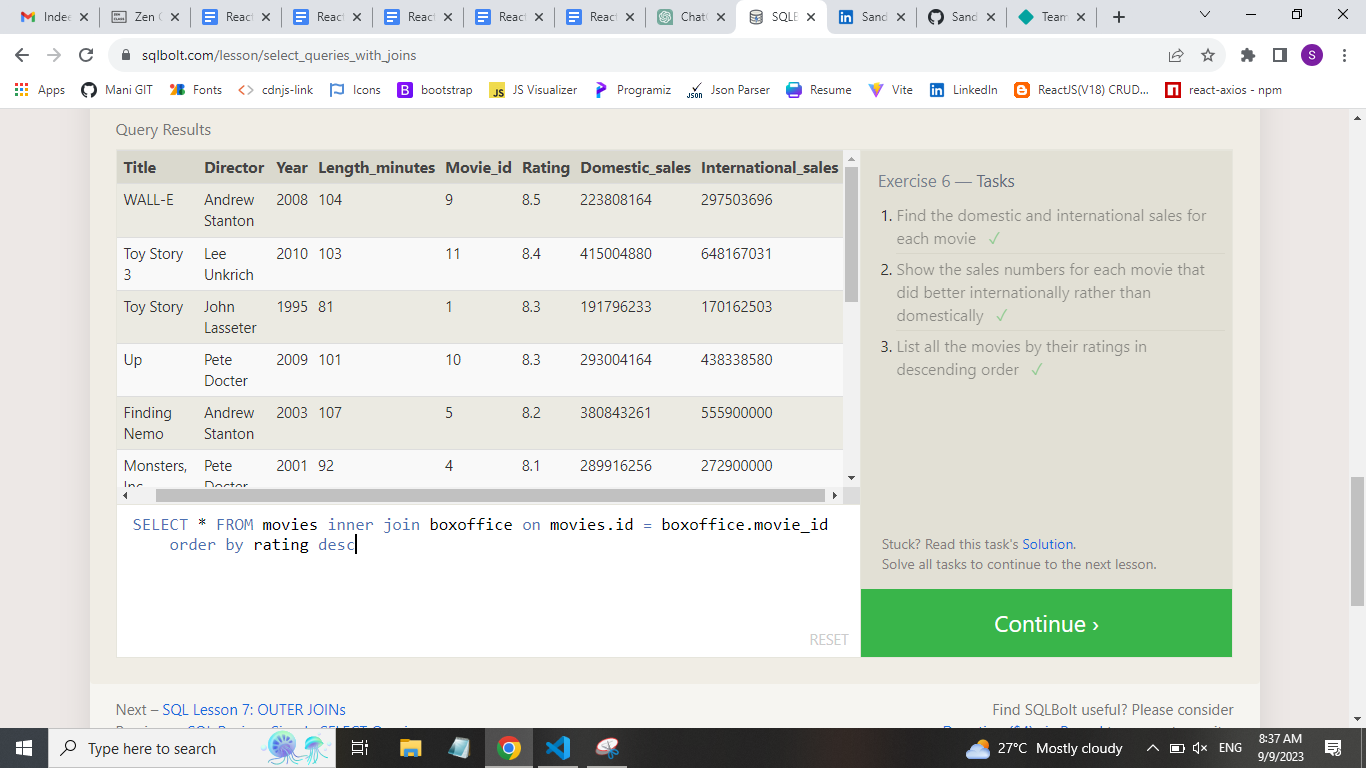 Indee
Zen C
React
React
React
React
React
ChatG
SQLB
Sand
Sand
Team
sqlbolt.com/lesson/select_queries_with_joins
S
Apps
Mani GIT
Fonts
cdnjs-link
Icons
bootstrap
JS Visualizer
Programiz
Json Parser
Resume
Vite
LinkedIn
ReactJS(V18) CRUD...
react-axios - npm
Query Results
Title Director Year Length_minutes Movie_id Rating Domestic_sales International_sales
WALL-E Andrew Stanton 2008 104 9 8.5 223808164 297503696
Toy Story 3 Lee Unkrich 2010 103 11 8.4 415004880 648167031
Toy Story John Lasseter 1995 81 1 8.3 191796233 170162503
Up Pete Docter 2009 101 10 8.3 293004164 438338580
Finding Nemo Andrew Stanton 2003 107 5 8.2 380843261 555900000
Monsters, Inc. Pete Docter 2001 92 4 8.1 289916256 272900000
Exercise 6 — Tasks
1. Find the domestic and international sales for
each movie ✓
2. Show the sales numbers for each movie that
did better internationally rather than
domestically ✓
3. List all the movies by their ratings in
descending order ✓
SELECT * FROM movies inner join boxoffice on movies.id = boxoffice.movie_id
order by rating desc
RESET
Stuck? Read this task's Solution.
Solve all tasks to continue to the next lesson.
Continue ›
Next – SQL Lesson 7: OUTER JOINs
Find SQLBolt useful? Please consider
Type here to search
27°C Mostly cloudy
ENG
8:37 AM
9/9/2023